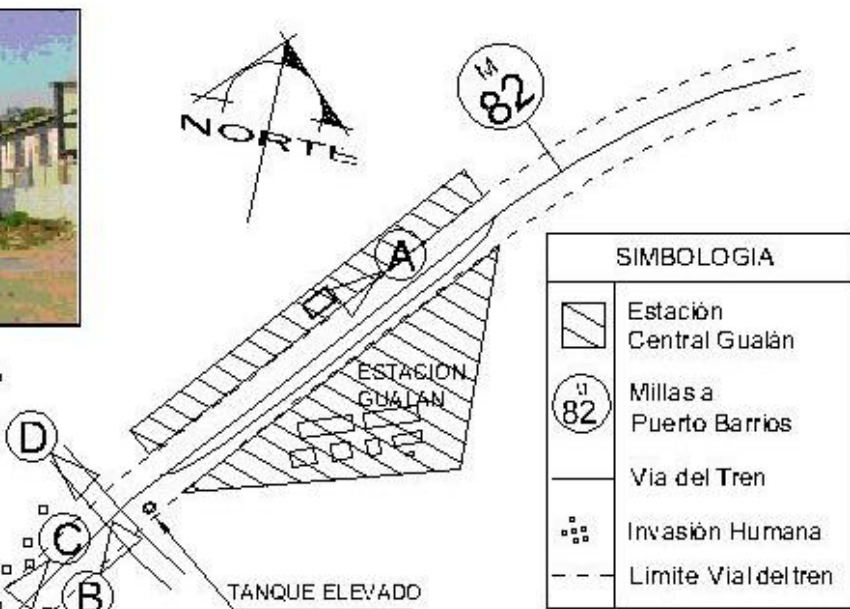 NORTE
M
82
A
ESTACION
GUALAN
D
C
B
TANQUE ELEVADO
SIMBOLOGIA
Estación
Central Gualán
M
82
Millas a
Puerto Barrios
Via del Tren
Invasión Humana
Limite Vial del tren